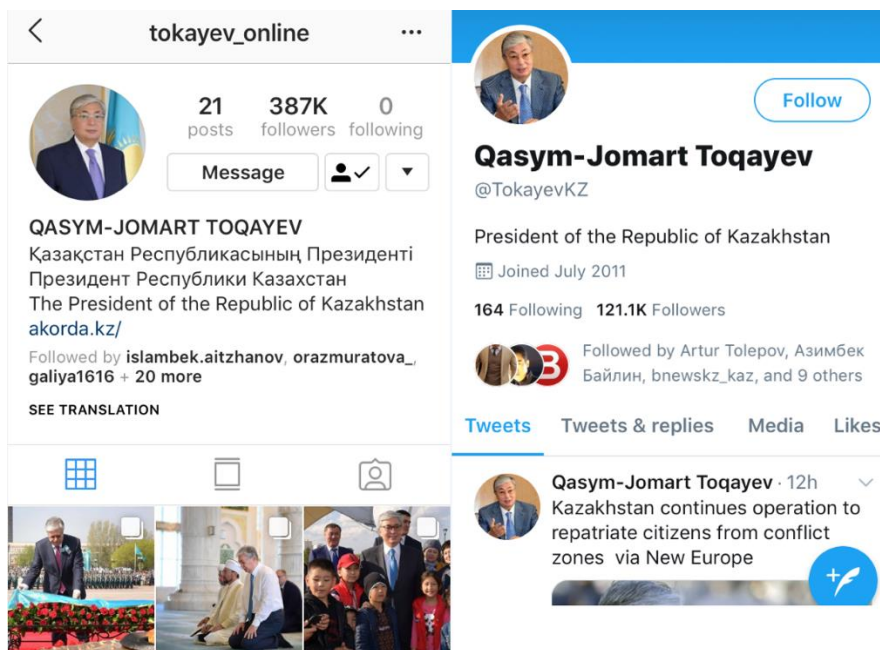 tokayev_online
21 387K 0
posts followers following
Message
QASYM-JOMART TOQAYEV
Қазақстан Республикасының Президенті
Президент Республики Казахстан
The President of the Republic of Kazakhstan
akorda.kz/
Followed by islambek.aitzhanov, orazmuratova_,
galiya1616 + 20 more
SEE TRANSLATION
Follow
Qasym-Jomart Toqayev
@TokayevKZ
President of the Republic of Kazakhstan
Joined July 2011
164 Following 121.1K Followers
B
Followed by Artur Tolepov, Азимбек
Байлин, bnewskz_kaz, and 9 others
Tweets Tweets & replies Media Likes
Qasym-Jomart Toqayev · 12h
Kazakhstan continues operation to
repatriate citizens from conflict
zones via New Europe